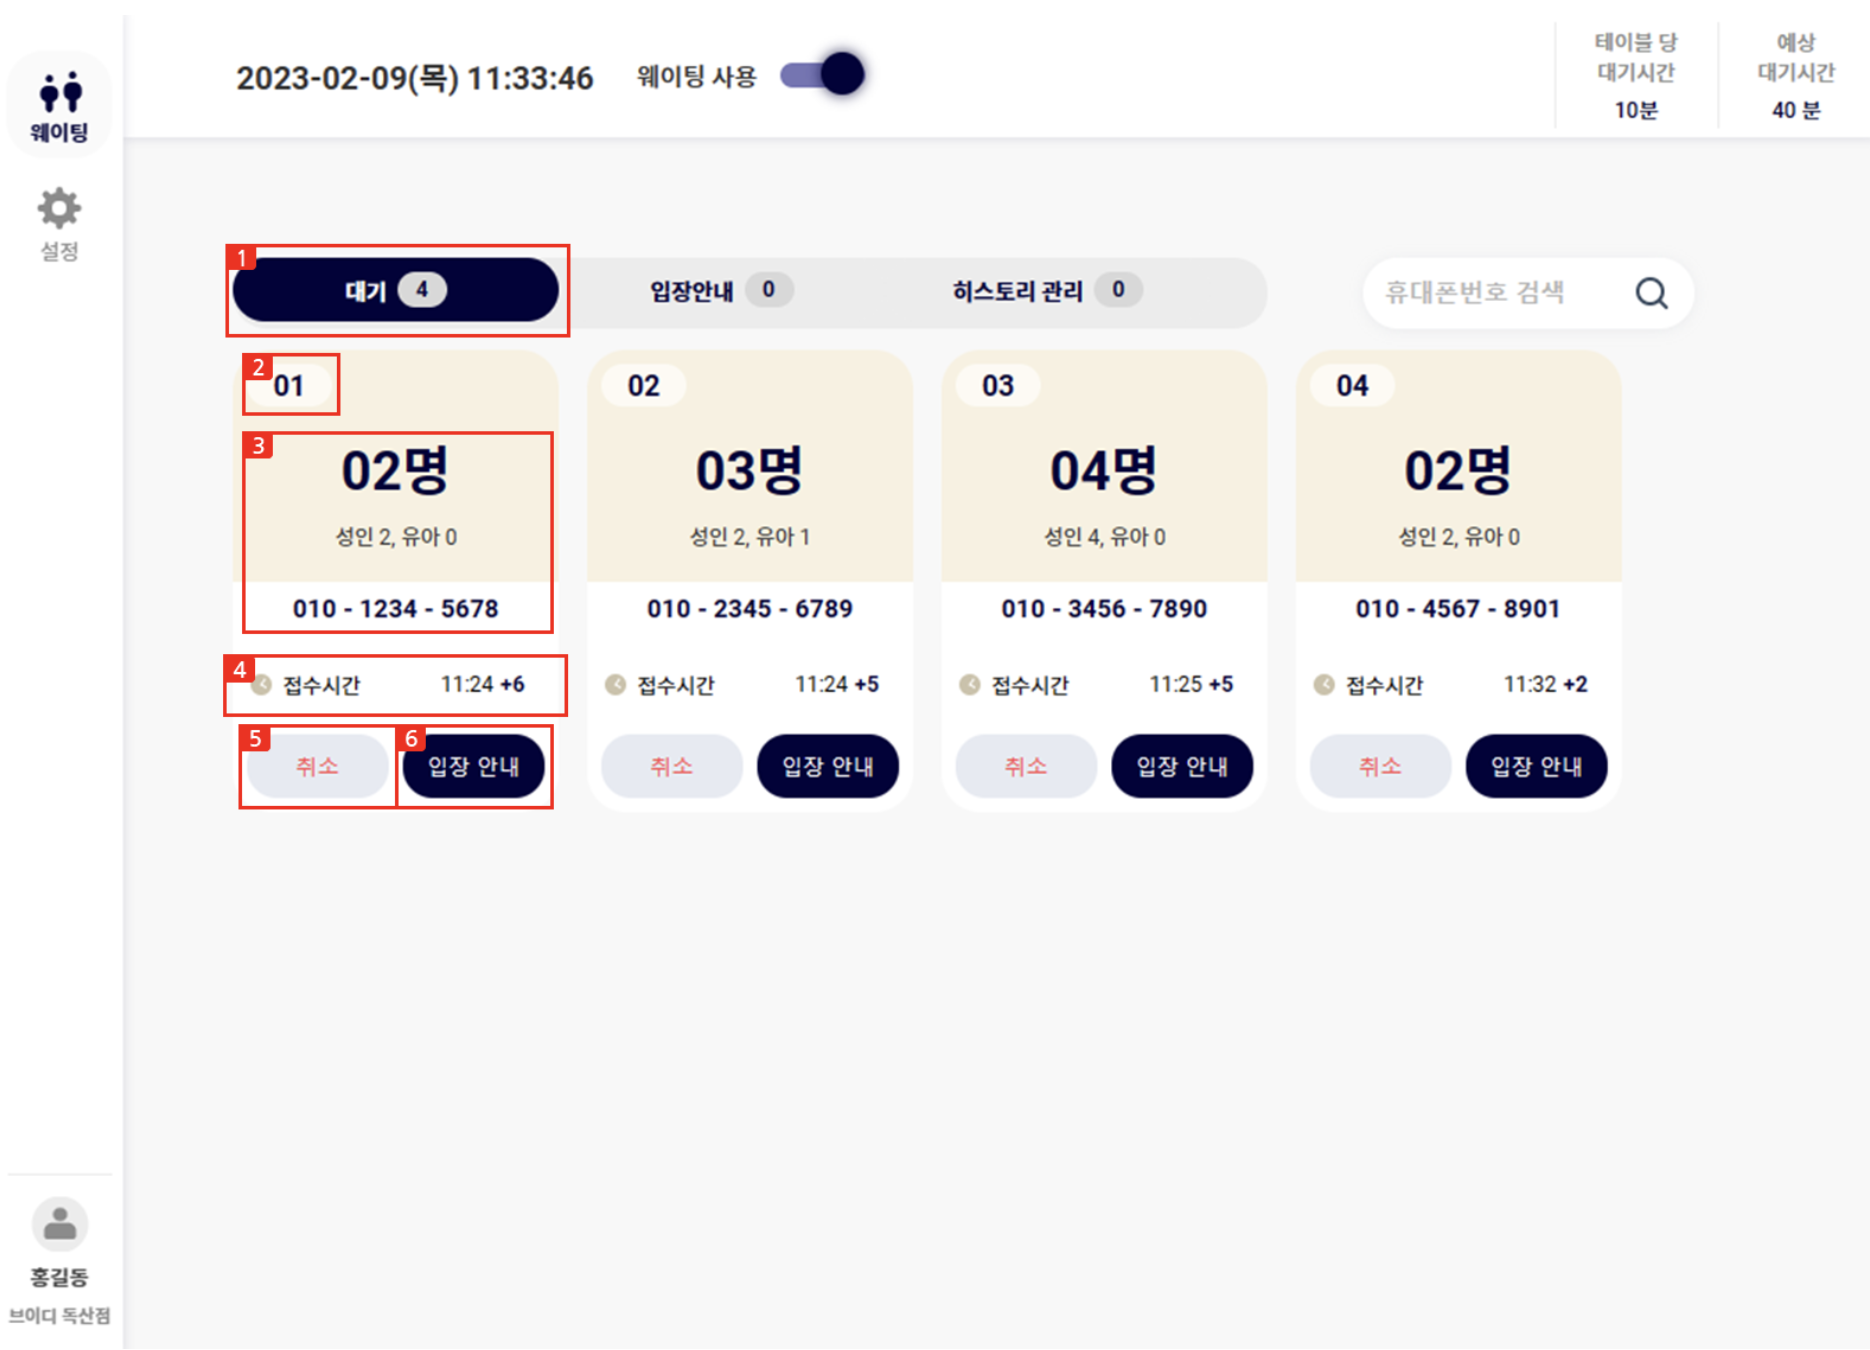 웨이팅
설정
2023-02-09(목) 11:33:46
웨이팅 사용
테이블 당
대기시간
10분
예상
대기시간
40 분
1
대기 4
입장안내 0
히스토리 관리 0
휴대폰번호 검색
2
01
3
02명
성인 2, 유아 0
010 - 1234 - 5678
4
접수시간 11:24 +6
5
취소
6
입장 안내
02
03명
성인 2, 유아 1
010 - 2345 - 6789
접수시간 11:24 +5
취소
입장 안내
03
04명
성인 4, 유아 0
010 - 3456 - 7890
접수시간 11:25 +5
취소
입장 안내
04
02명
성인 2, 유아 0
010 - 4567 - 8901
접수시간 11:32 +2
취소
입장 안내
홍길동
브이디 독산점